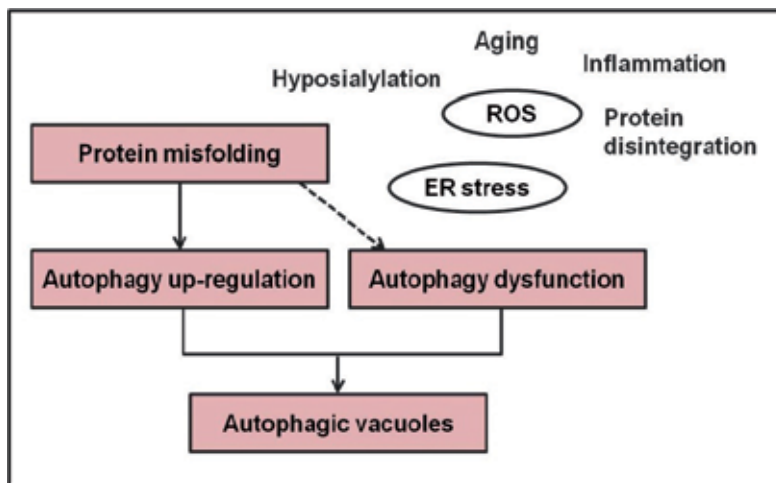 Aging
Inflammation
Hyposialylation
ROS
Protein
disintegration
Protein misfolding
ER stress
Autophagy up-regulation
Autophagy dysfunction
Autophagic vacuoles